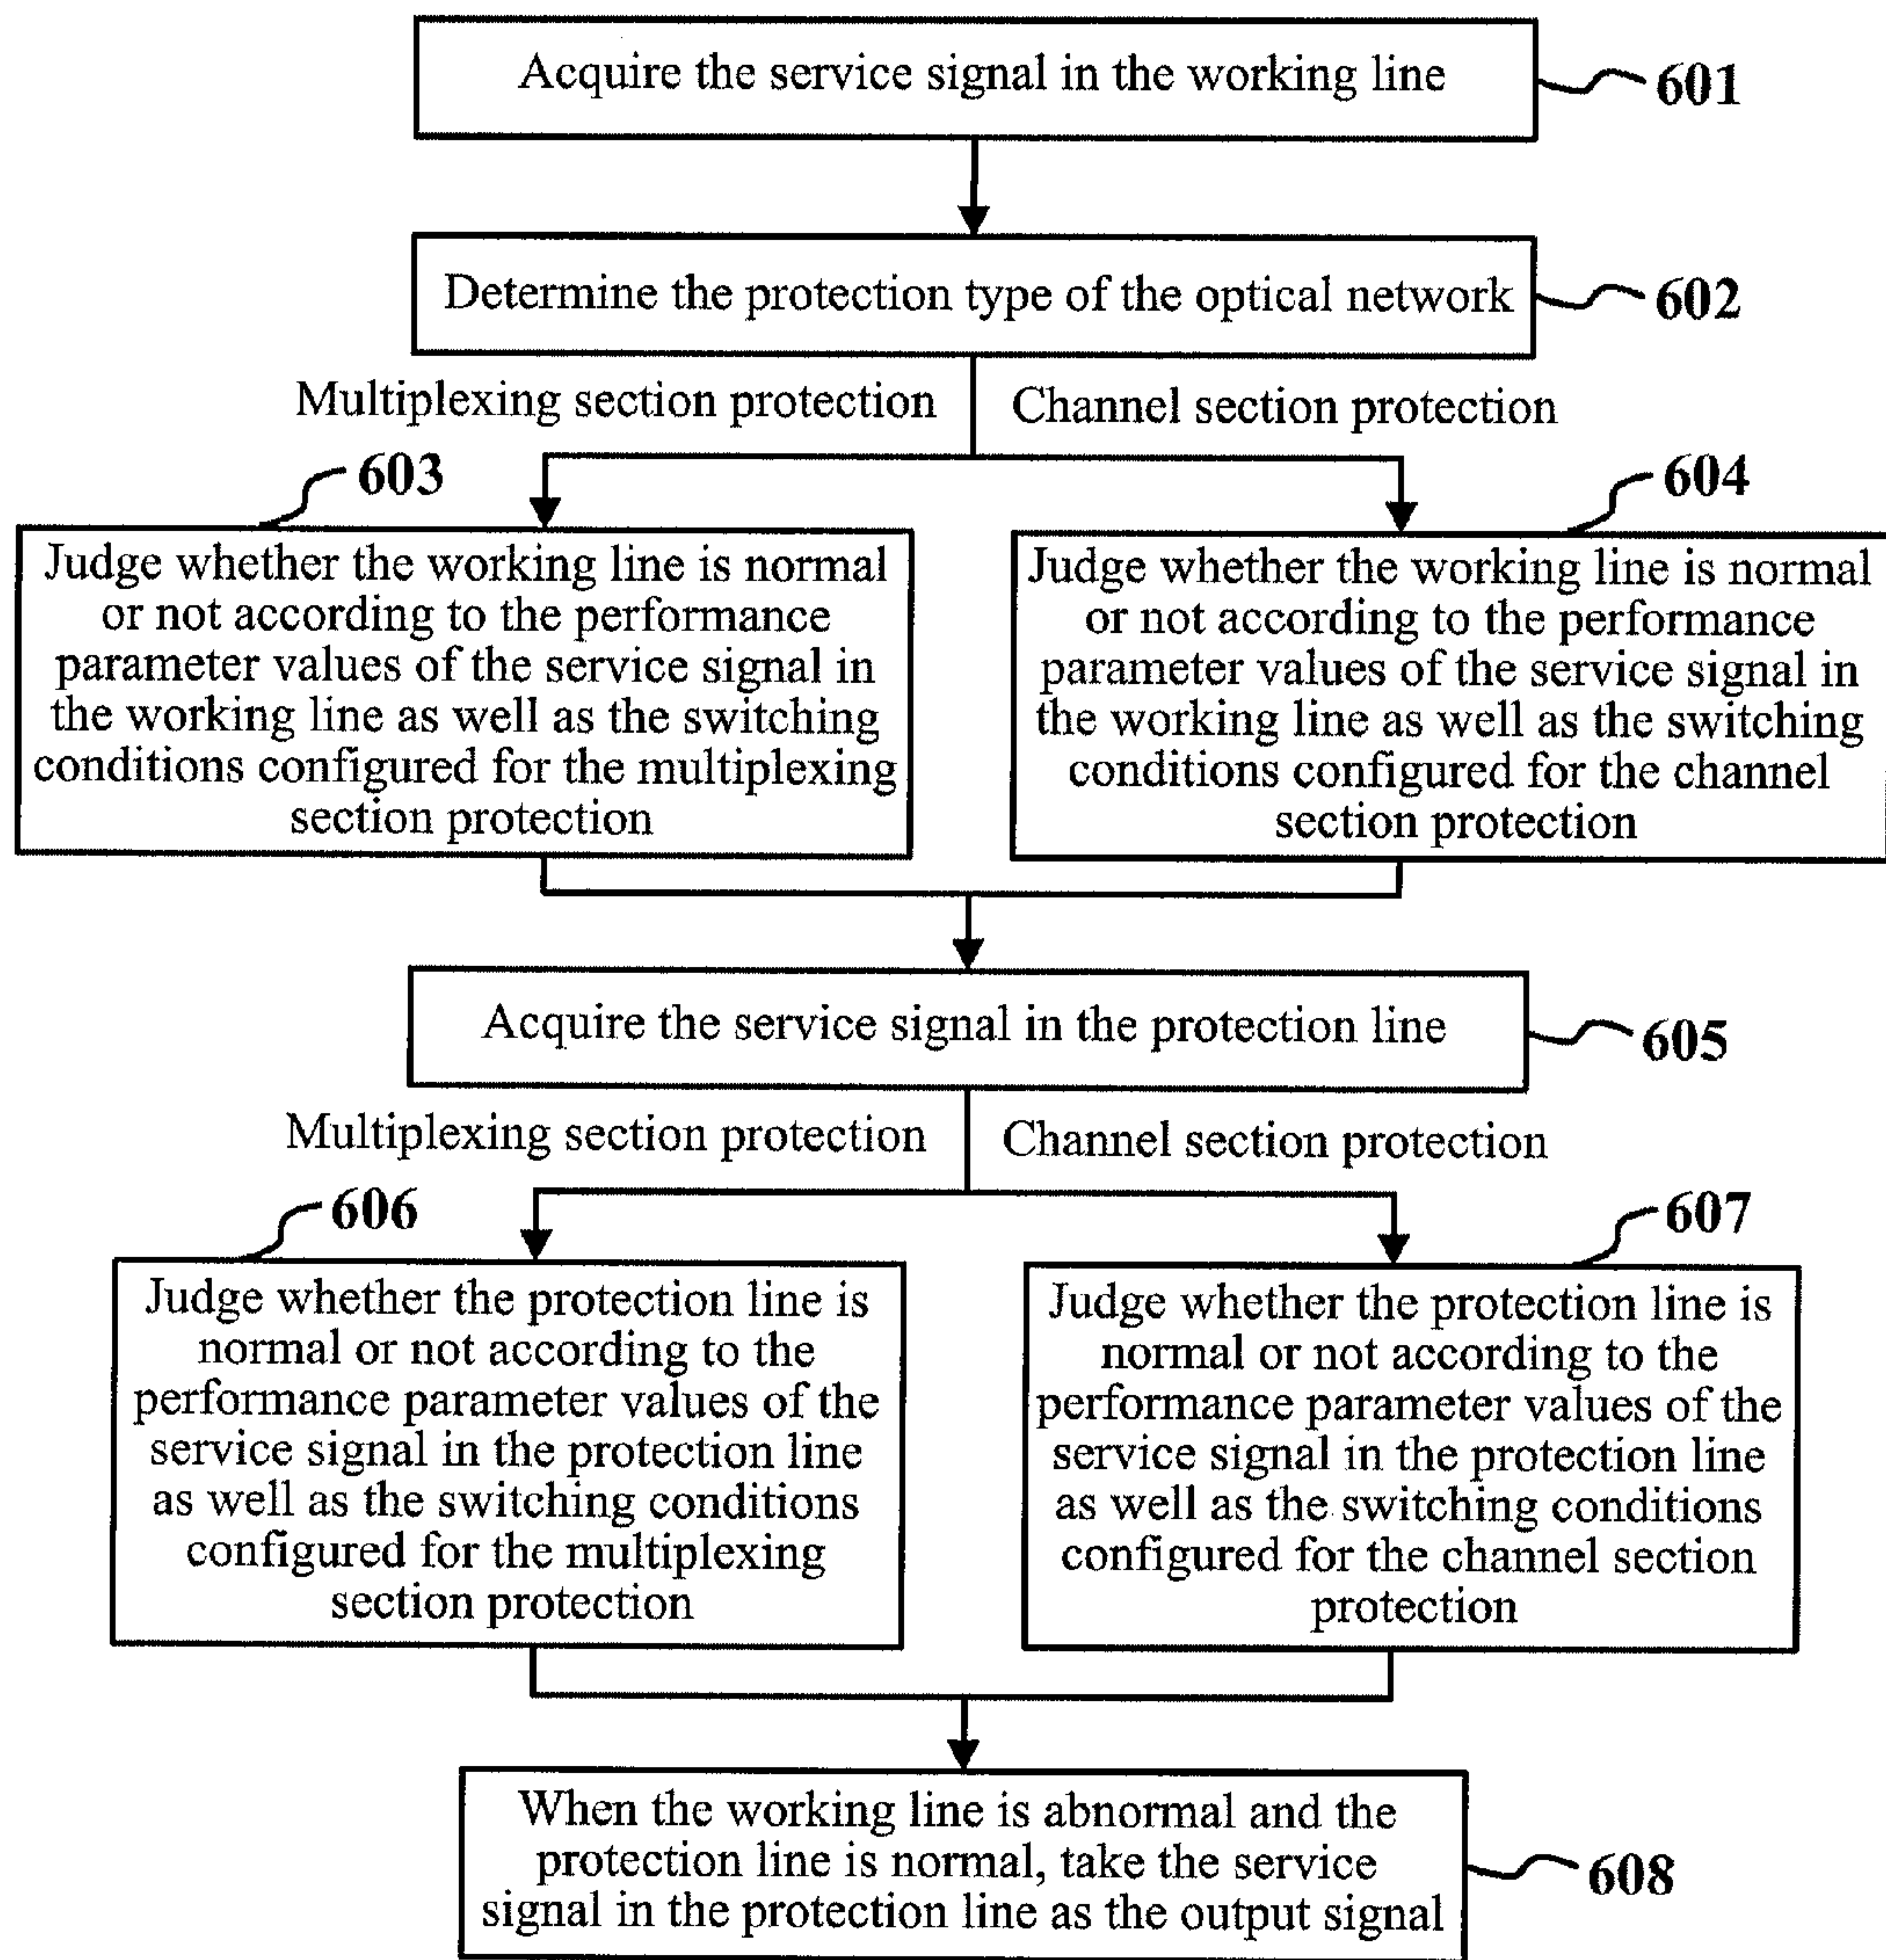 Acquire the service signal in the working line
601
Determine the protection type of the optical network
602
Multiplexing section protection
Channel section protection
603
604
Judge whether the working line is normal
or not according to the performance
parameter values of the service signal in
the working line as well as the switching
conditions configured for the multiplexing
section protection
Judge whether the working line is normal
or not according to the performance
parameter values of the service signal in
the working line as well as the switching
conditions configured for the channel
section protection
Acquire the service signal in the protection line
605
Multiplexing section protection
Channel section protection
606
607
Judge whether the protection line is
normal or not according to the
performance parameter values of the
service signal in the protection line
as well as the switching conditions
configured for the multiplexing
section protection
Judge whether the protection line is
normal or not according to the
performance parameter values of the
service signal in the protection line
as well as the switching conditions
configured for the channel section
protection
When the working line is abnormal and the
protection line is normal, take the service
signal in the protection line as the output signal
608